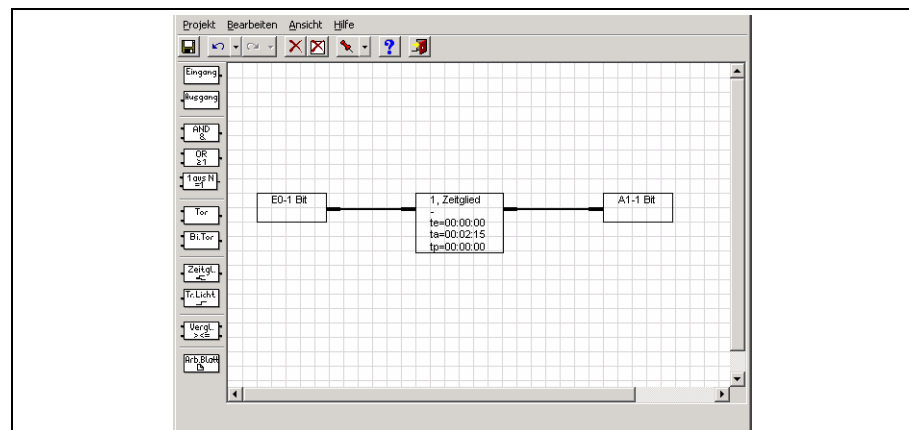 Projekt Bearbeiten Ansicht Hilfe
Eingang
Ausgang
AND
&
OR
≥1
1 aus N
=1
Tor
Bi.Tor
Zeitgl.
Tr.Licht
Vergl.
><=
Arb.Blatt
E0-1 Bit
1, Zeitglied
-
te=00:00:00
ta=00:02:15
tp=00:00:00
A1-1 Bit